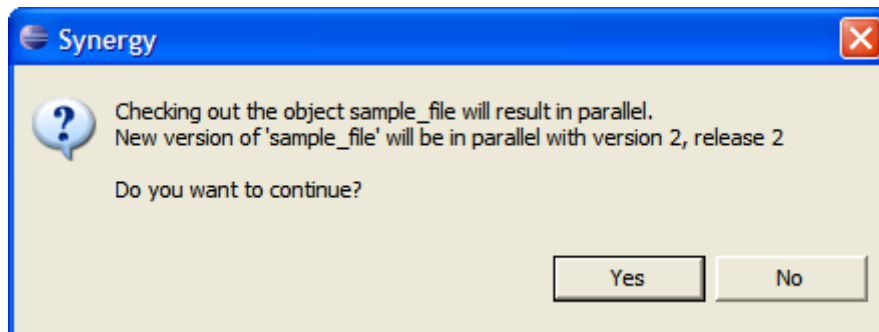 Synergy
Checking out the object sample_file will result in parallel.
New version of 'sample_file' will be in parallel with version 2, release 2
Do you want to continue?
Yes No